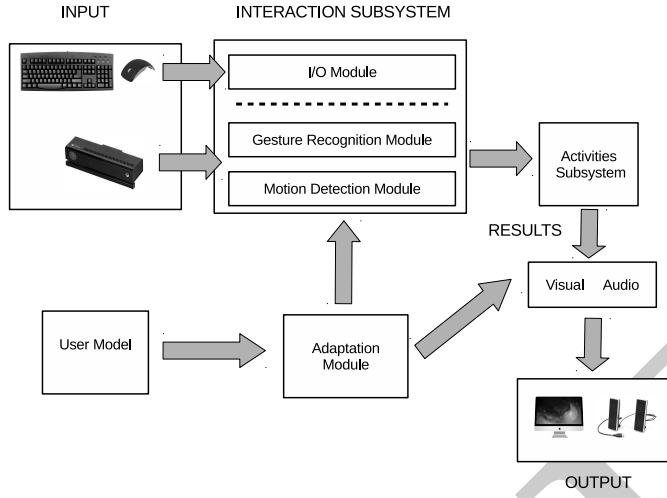 INPUT
INTERACTION SUBSYSTEM
I/O Module
Gesture Recognition Module
Motion Detection Module
Activities
Subsystem
RESULTS
Visual Audio
User Model
Adaptation
Module
OUTPUT